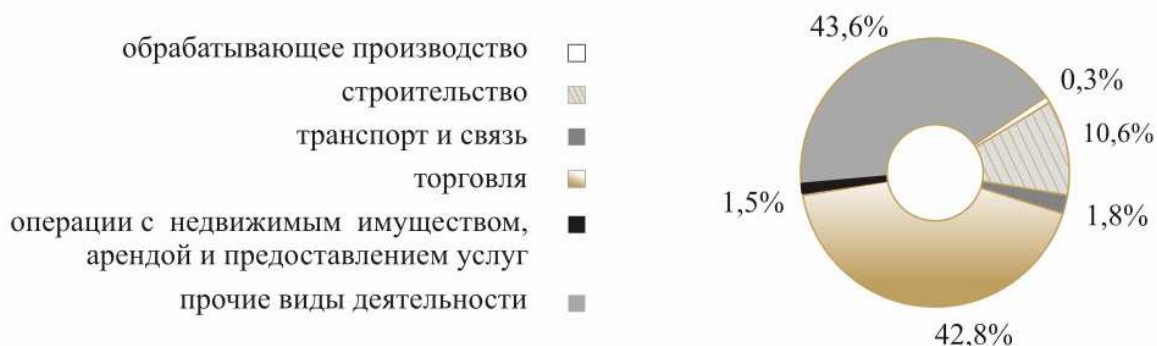 обрабатывающее производство
строительство
транспорт и связь
торговля
операции с недвижимым имуществом,
арендой и предоставлением услуг
прочие виды деятельности
43,6%
0,3%
10,6%
1,8%
1,5%
42,8%